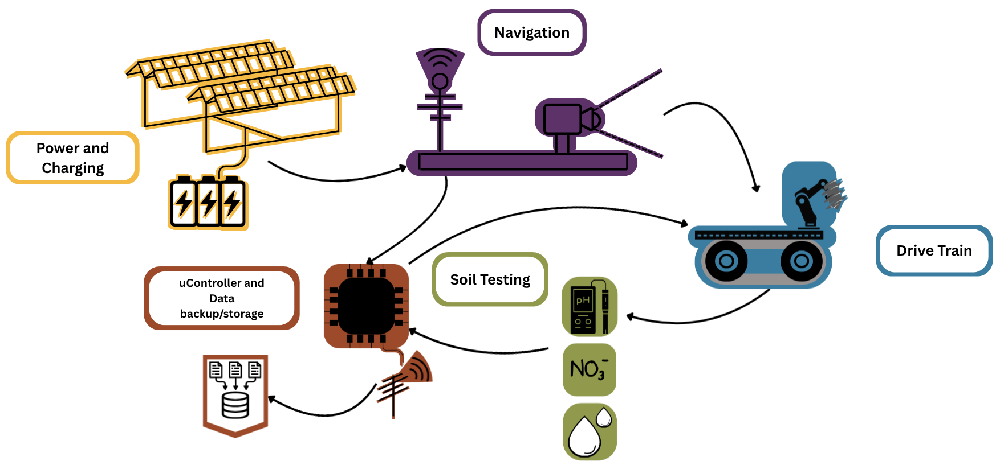 Navigation
Power and
Charging
Drive Train
uController and
Data
backup/storage
Soil Testing
pH
NO₃⁻